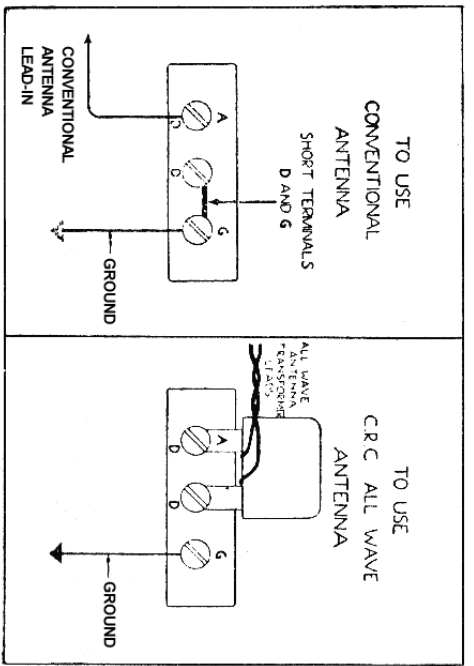 TO USE
CONVENTIONAL
ANTENNA
SHORT TERMINALS
D AND G
A
D
D
G
CONVENTIONAL
ANTENNA
LEAD-IN
GROUND
TO USE
C.R.C ALL WAVE
ANTENNA
ALL WAVE
ANTENNA
TRANSFORMER
LEADS
A
D
D
G
GROUND